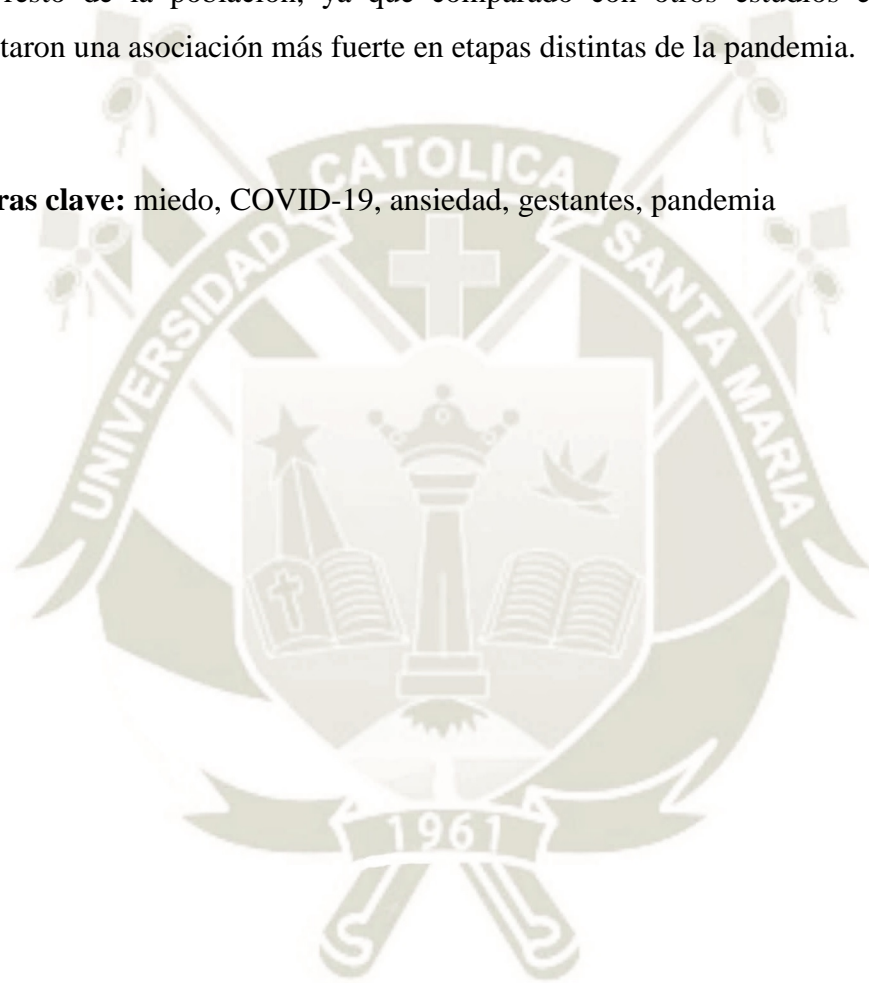 resto de la población, ya que comparado con otros estudios
taron una asociación más fuerte en etapas distintas de la pandemia.
ras clave: miedo, COVID-19, ansiedad, gestantes, pandemia
UNIVERSIDAD CATOLICA SANTA MARIA
1961